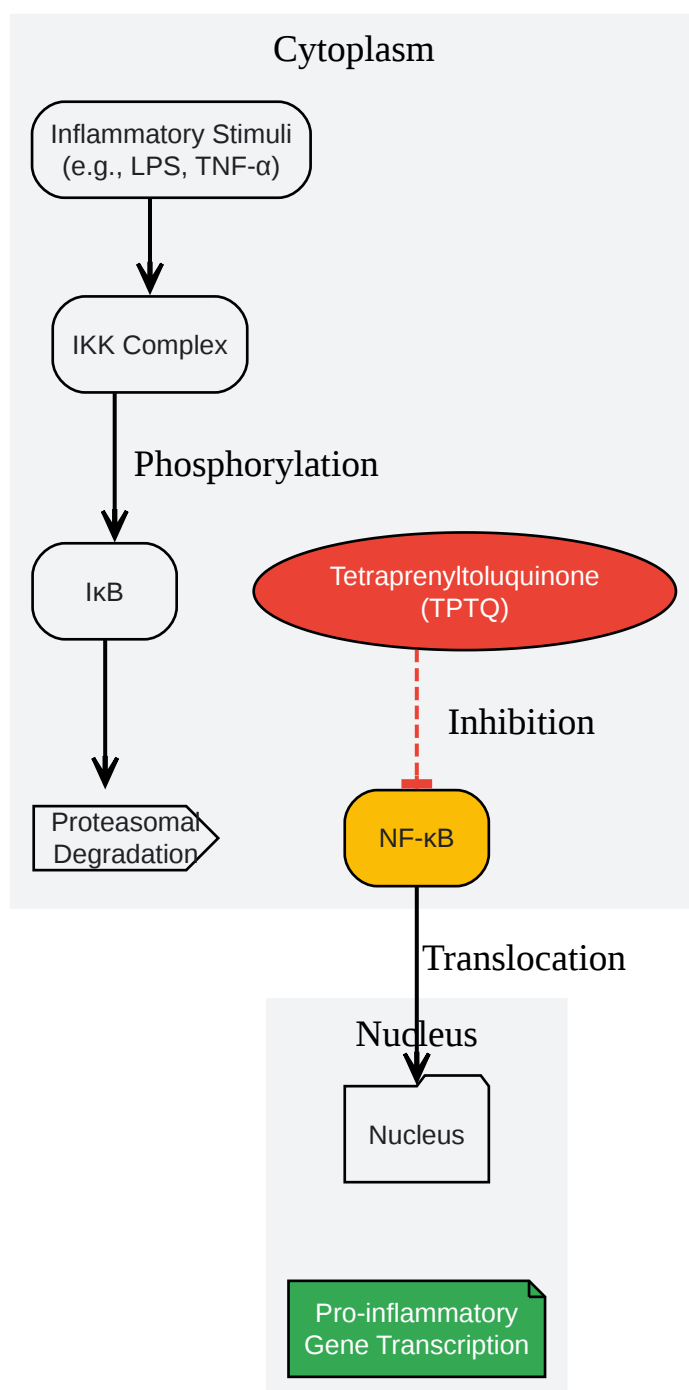 Cytoplasm
Inflammatory Stimuli
(e.g., LPS, TNF-α)
IKK Complex
Phosphorylation
IκB
Tetraprenyltoluquinone
(TPTQ)
Inhibition
Proteasomal
Degradation
NF-κB
Translocation
Nucleus
Nucleus
Pro-inflammatory
Gene Transcription